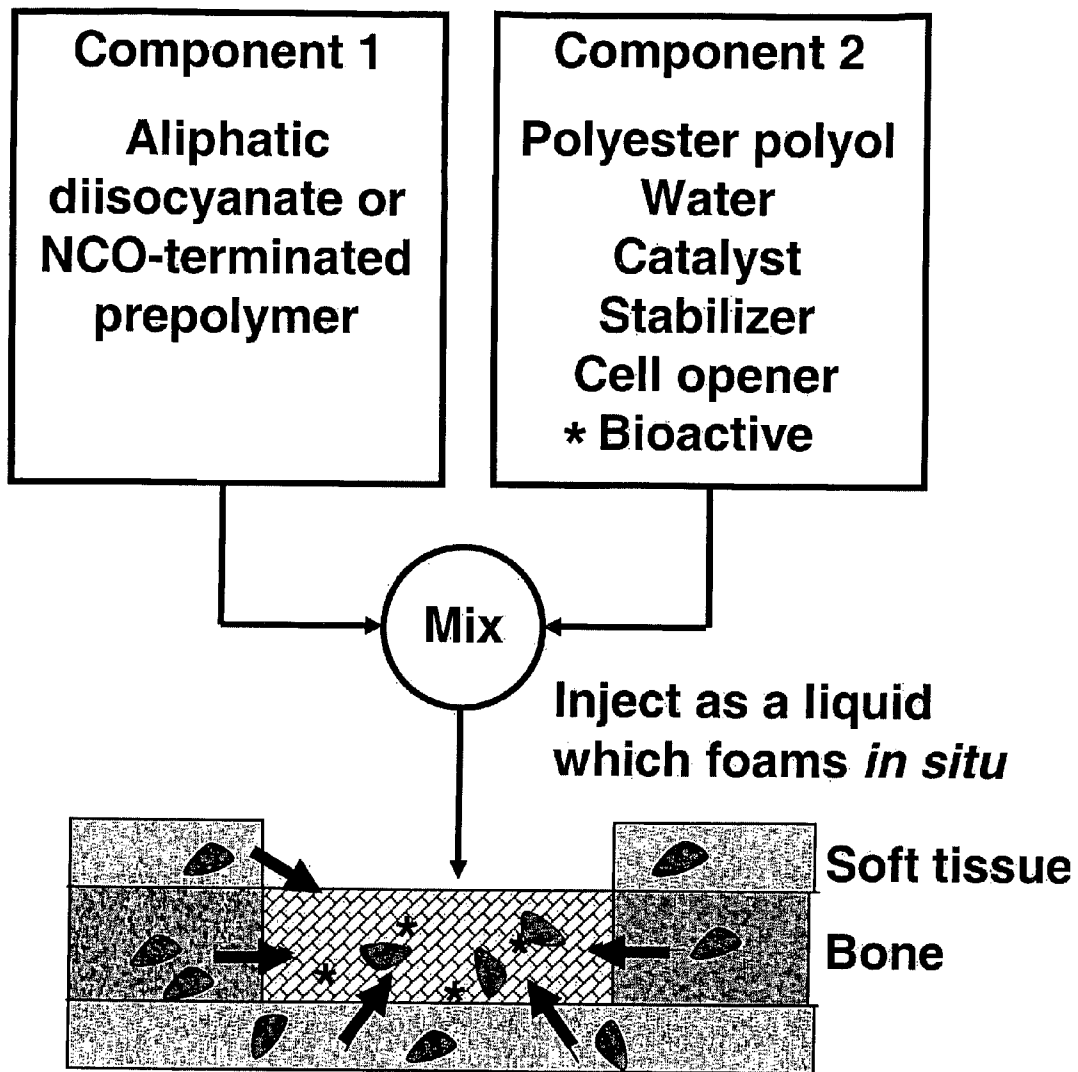 Component 1
Aliphatic
diisocyanate or
NCO-terminated
prepolymer
Component 2
Polyester polyol
Water
Catalyst
Stabilizer
Cell opener
* Bioactive
Mix
Inject as a liquid
which foams in situ
Soft tissue
Bone